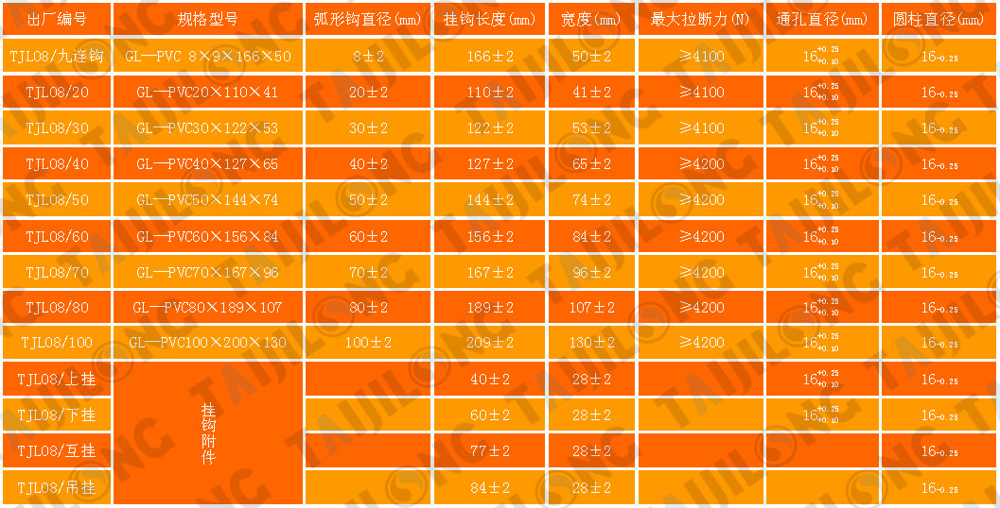 出厂编号 规格型号 弧形钩直径(mm) 挂钩长度(mm) 宽度(mm) 最大拉断力(N) 通孔直径(mm) 圆柱直径(mm)
TJL08/九连钩 GL—PVC 8×9×166×50 8±2 166±2 50±2 ≥4100 16+0.25+0.10 16-0.25
TJL08/20 GL—PVC20×110×41 20±2 110±2 41±2 ≥4100 16+0.25+0.10 16-0.25
TJL08/30 GL—PVC30×122×53 30±2 122±2 53±2 ≥4100 16+0.25+0.10 16-0.25
TJL08/40 GL—PVC40×127×65 40±2 127±2 65±2 ≥4200 16+0.25+0.10 16-0.25
TJL08/50 GL—PVC50×144×74 50±2 144±2 74±2 ≥4200 16+0.25+0.10 16-0.25
TJL08/60 GL—PVC60×156×84 60±2 156±2 84±2 ≥4200 16+0.25+0.10 16-0.25
TJL08/70 GL—PVC70×167×96 70±2 167±2 96±2 ≥4200 16+0.25+0.10 16-0.25
TJL08/80 GL—PVC80×189×107 80±2 189±2 107±2 ≥4200 16+0.25+0.10 16-0.25
TJL08/100 GL—PVC100×200×130 100±2 209±2 130±2 ≥4200 16+0.25+0.10 16-0.25
TJL08/上挂 挂钩附件 40±2 28±2 16+0.25+0.10 16-0.25
TJL08/下挂 60±2 28±2 16+0.25+0.10 16-0.25
TJL08/互挂 77±2 28±2 16-0.25
TJL08/吊挂 84±2 28±2 16-0.25
TAIJILONG